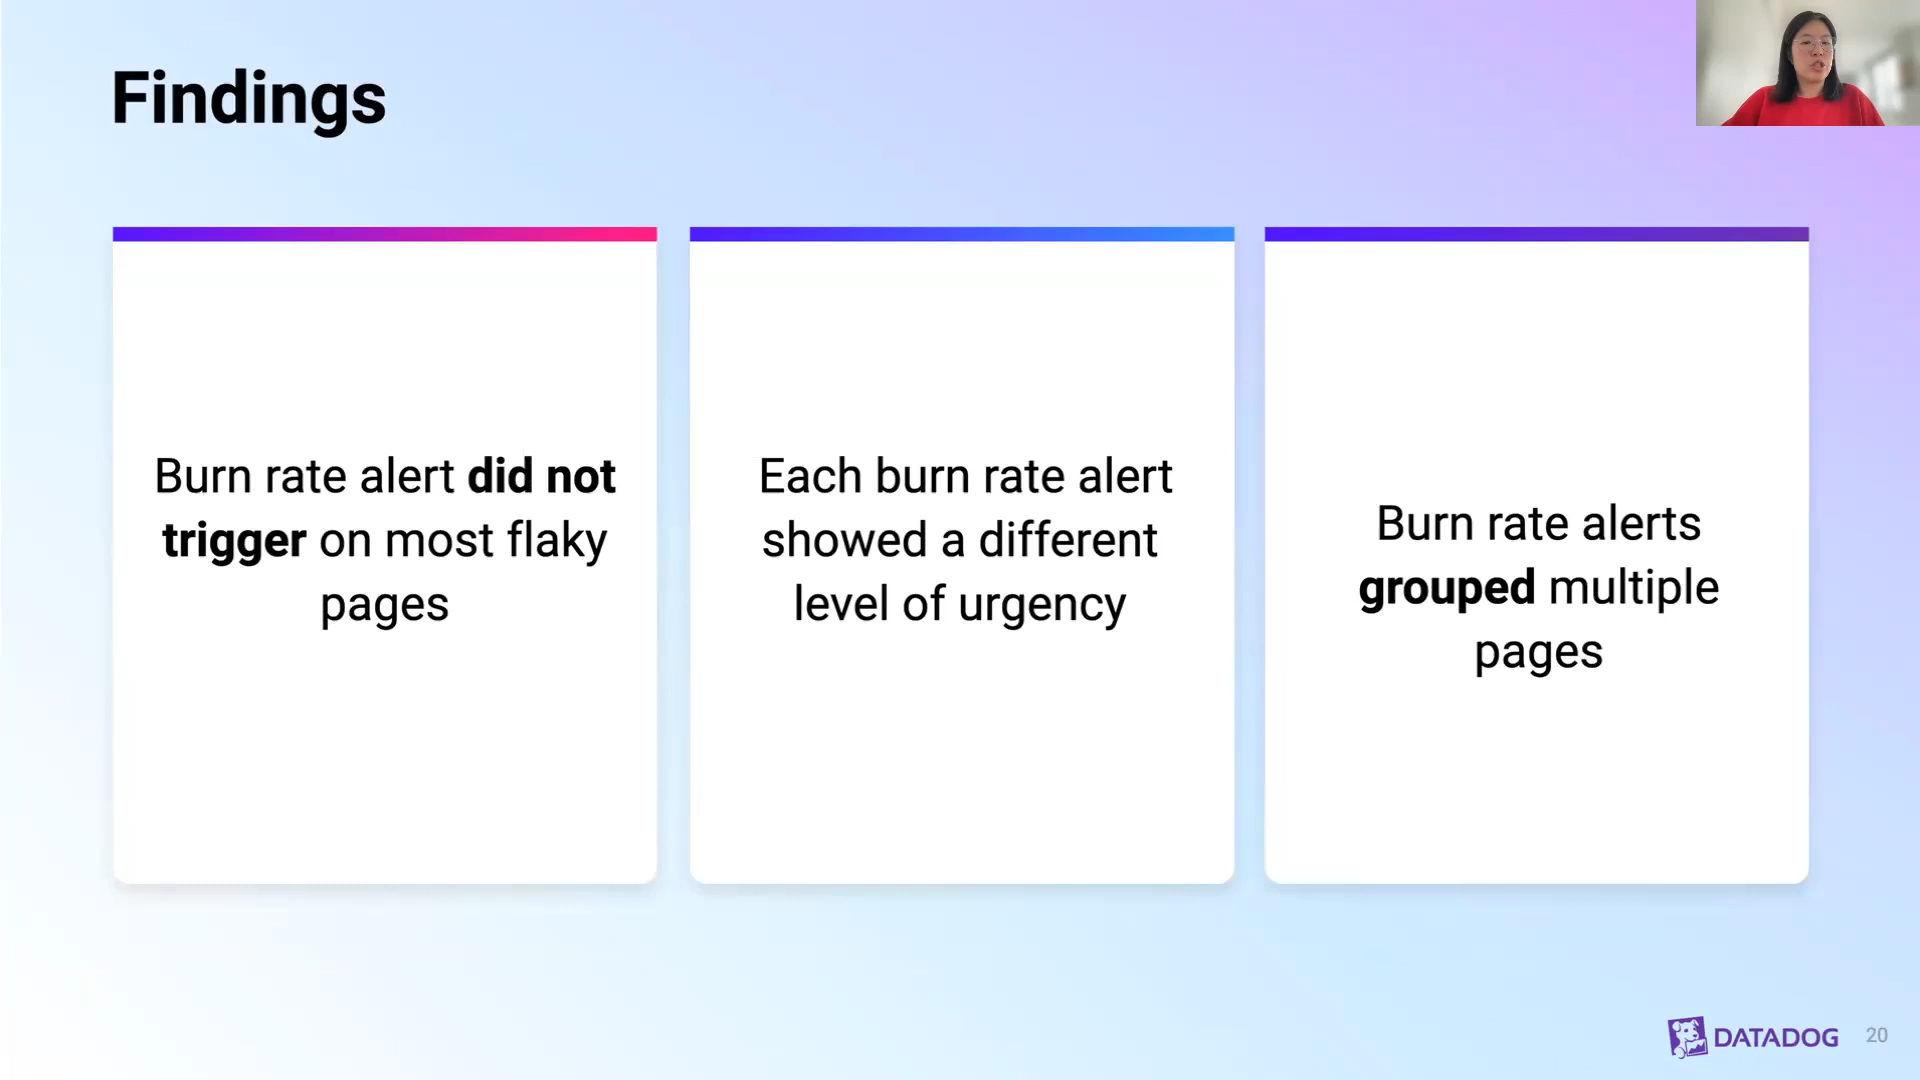 Findings
Burn rate alert did not
trigger on most flaky
pages
Each burn rate alert
showed a different
level of urgency
Burn rate alerts
grouped multiple
pages
DATADOG
20